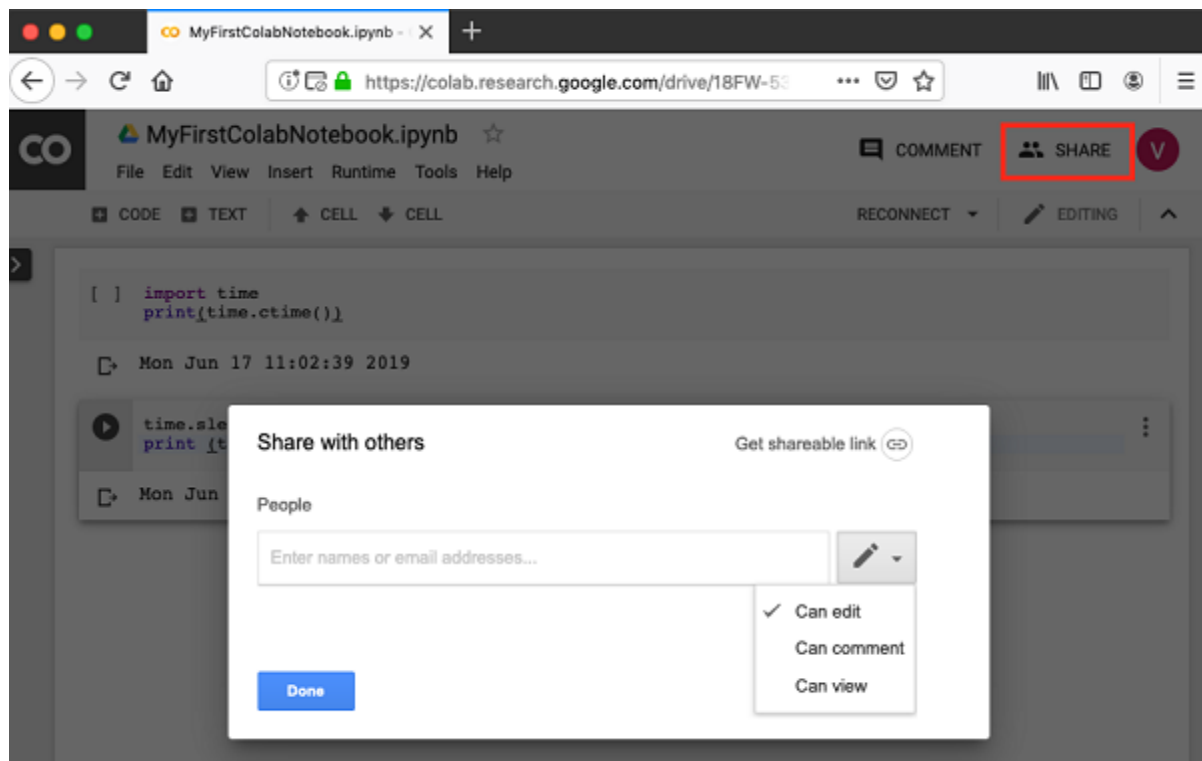 MyFirstColabNotebook.ipynb -
https://colab.research.google.com/drive/18FW-53
CO MyFirstColabNotebook.ipynb
COMMENT SHARE V
File Edit View Insert Runtime Tools Help
CODE TEXT CELL CELL RECONNECT EDITING
[ ] import time
print(time.ctime())
Mon Jun 17 11:02:39 2019
time.sle
print (t
Mon Jun
Share with others Get shareable link
People
Enter names or email addresses...
Can edit
Can comment
Can view
Done